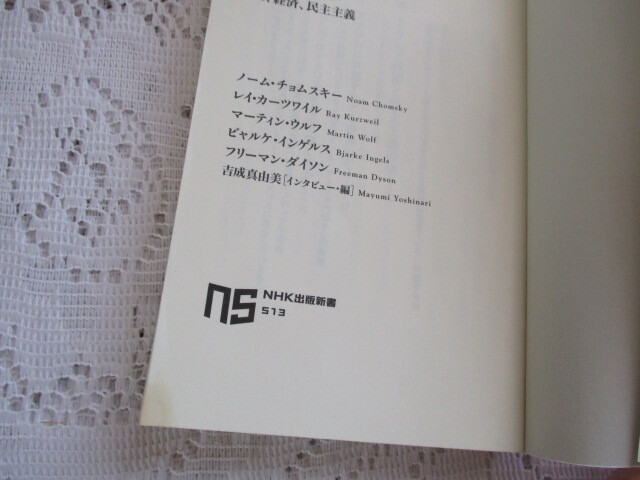 経済、民主主義
ノーム・チョムスキー Noam Chomsky
レイ・カーツワイル Ray Kurzweil
マーティン・ウルフ Martin Wolf
ビャルケ・インゲルス Bjarke Ingels
フリーマン・ダイソン Freeman Dyson
吉成真由美[インタビュー・編] Mayumi Yoshinari
NHK出版新書
513